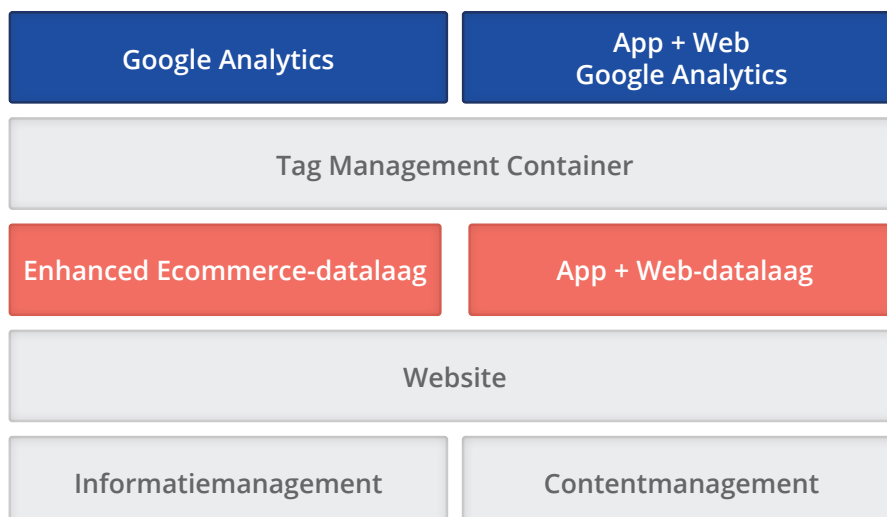 Google Analytics
App + Web
Google Analytics
Tag Management Container
Enhanced Ecommerce-datalaag
App + Web-datalaag
Website
Informatiemanagement
Contentmanagement